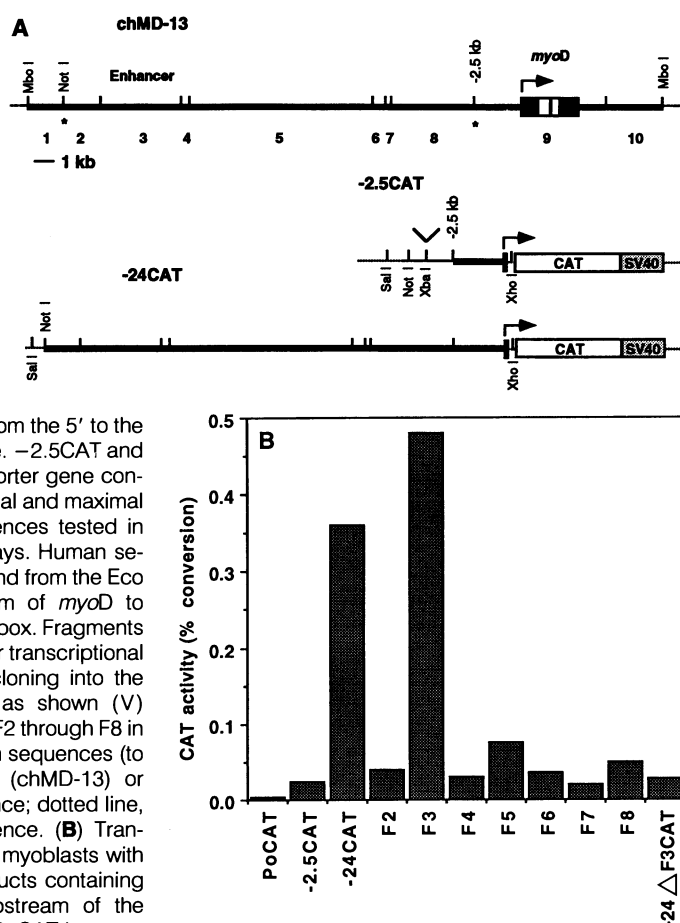 A
chMD-13
Mbo I
Not I
Enhancer
-2.5 kb
myoD
Mbo I
*
*
1 2 3 4 5 6 7 8 9 10
1 kb
-2.5CAT
-2.5 kb
Sal I
Not I
Xba I
Xho I
CAT
SV40
-24CAT
Not I
Sal I
Xho I
CAT
SV40
om the 5′ to the
e. −2.5CAT and
orter gene con-
al and maximal
ences tested in
ays. Human se-
nd from the Eco
m of myoD to
box. Fragments
r transcriptional
cloning into the
as shown (V)
F2 through F8 in
n sequences (to
(chMD-13) or
nce; dotted line,
ence. (B) Tran-
myoblasts with
ucts containing
ostream of the
B
CAT activity (% conversion)
0.5
0.4
0.3
0.2
0.1
0.0
PoCAT
-2.5CAT
-24CAT
F2
F3
F4
F5
F6
F7
F8
-24 △F3CAT